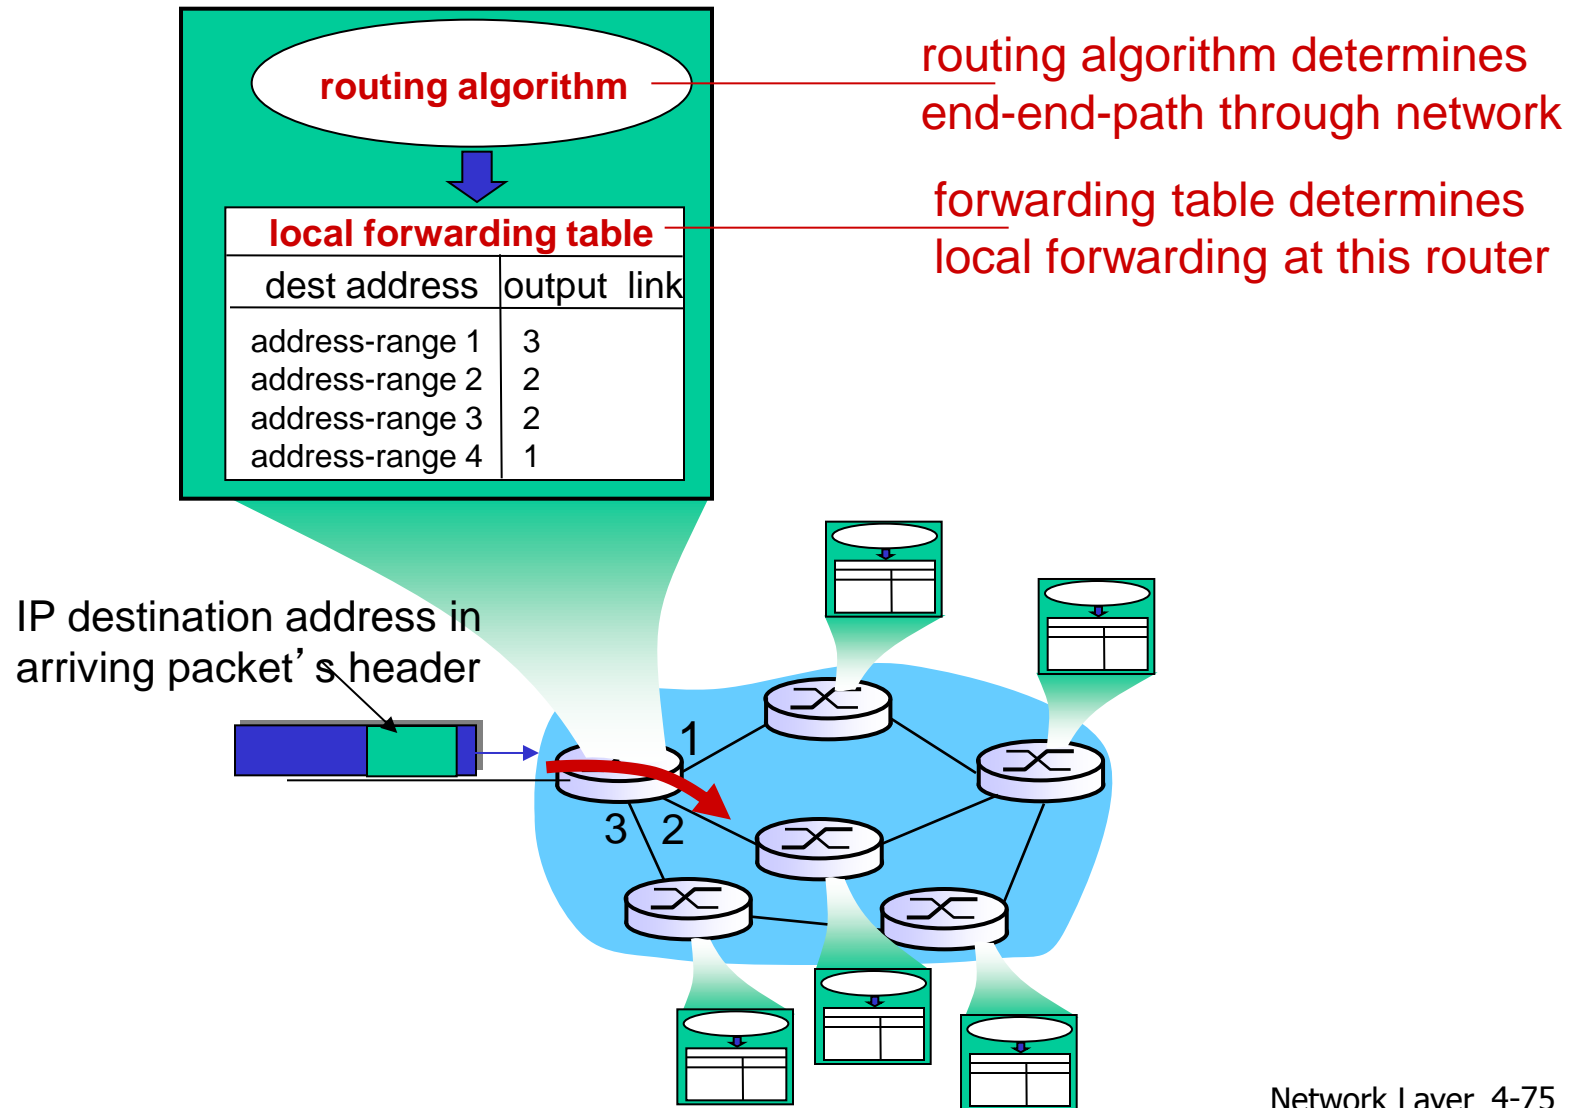 routing algorithm
routing algorithm determines
end-end-path through network
local forwarding table
forwarding table determines
local forwarding at this router
dest address output link
address-range 1 3
address-range 2 2
address-range 3 2
address-range 4 1
IP destination address in
arriving packet’s header
1
3 2
Network Layer 4-75